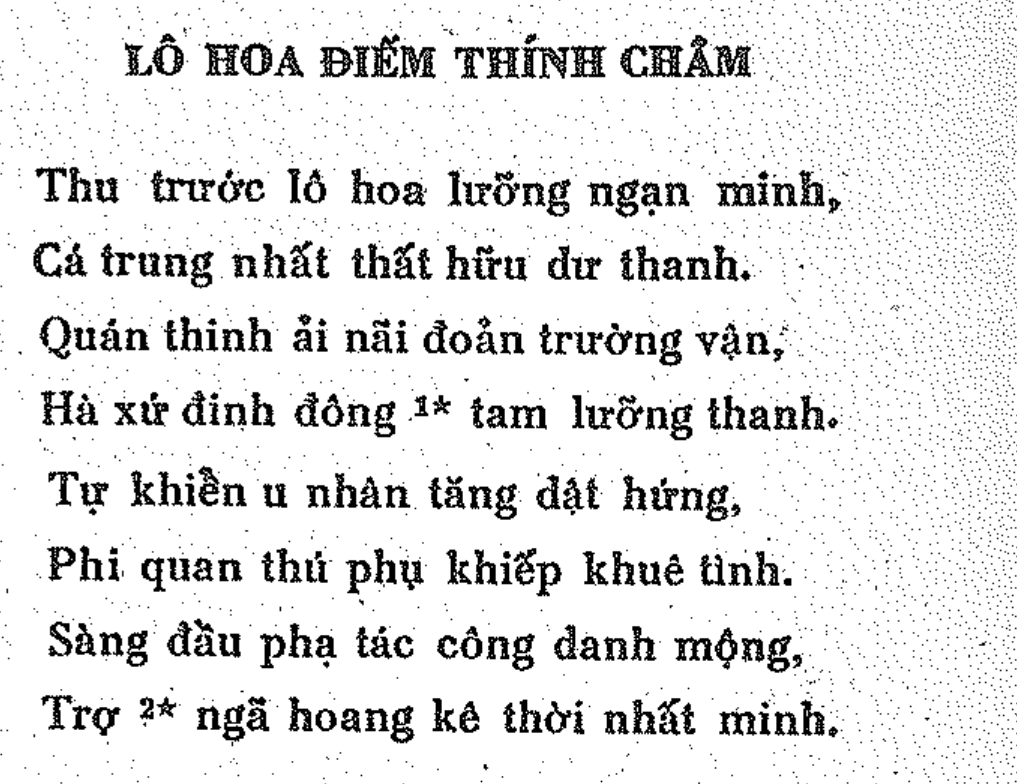 LÔ HOA ĐIẾM THÍNH CHÂM
Thu trước lô hoa lưỡng ngạn minh,
Cá trung nhất thất hữu dư thanh.
Quán thinh ải nãi đoản trường vận,
Hà xứ đinh đông 1* tam lưỡng thanh.
Tự khiền u nhân tăng dật hứng,
Phi quan thú phụ khiếp khuê tình.
Sàng đầu phạ tác công danh mộng,
Trợ 2* ngã hoang kê thời nhất minh.